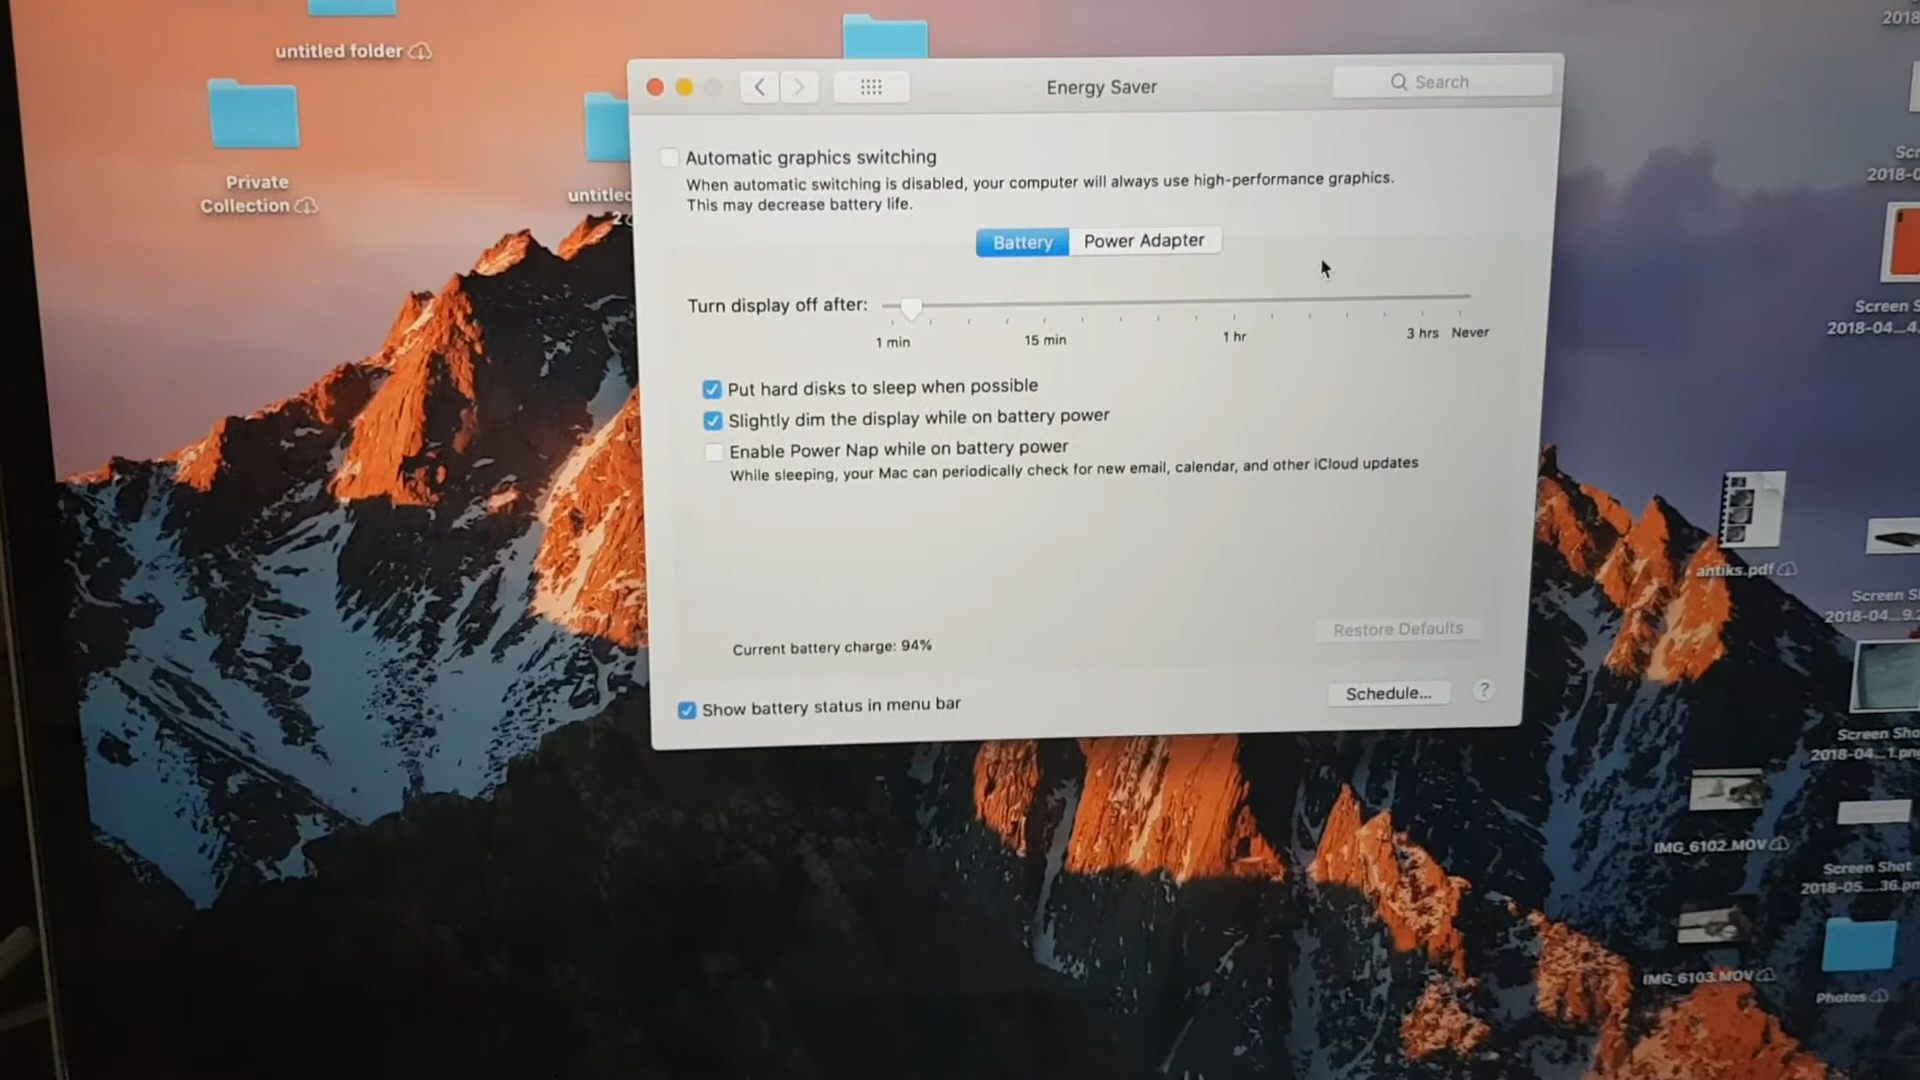 untitled folder
Private
Collection
untitled
2
Energy Saver
Search
Automatic graphics switching
When automatic switching is disabled, your computer will always use high-performance graphics.
This may decrease battery life.
Battery
Power Adapter
Turn display off after:
1 min
15 min
1 hr
3 hrs
Never
Put hard disks to sleep when possible
Slightly dim the display while on battery power
Enable Power Nap while on battery power
While sleeping, your Mac can periodically check for new email, calendar, and other iCloud updates
Restore Defaults
Current battery charge: 94%
Schedule...
?
Show battery status in menu bar
2018
Scr
2018-0
Screen S
2018-04...4.
antiks.pdf
Screen S
2018-04...9.
Screen Sho
2018-04...1.png
IMG_6102.MOV
Screen Shot
2018-05....36.pn
IMG_6103.MOV
Photos